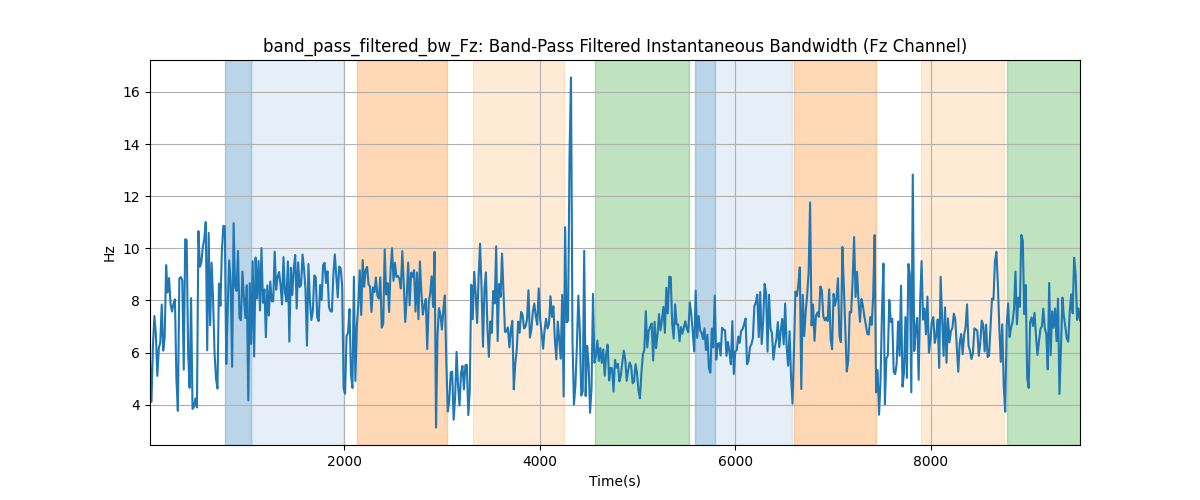 band_pass_filtered_bw_Fz: Band-Pass Filtered Instantaneous Bandwidth (Fz Channel)
16
14
12
10
8
6
4
Hz
2000 4000 6000 8000
Time(s)